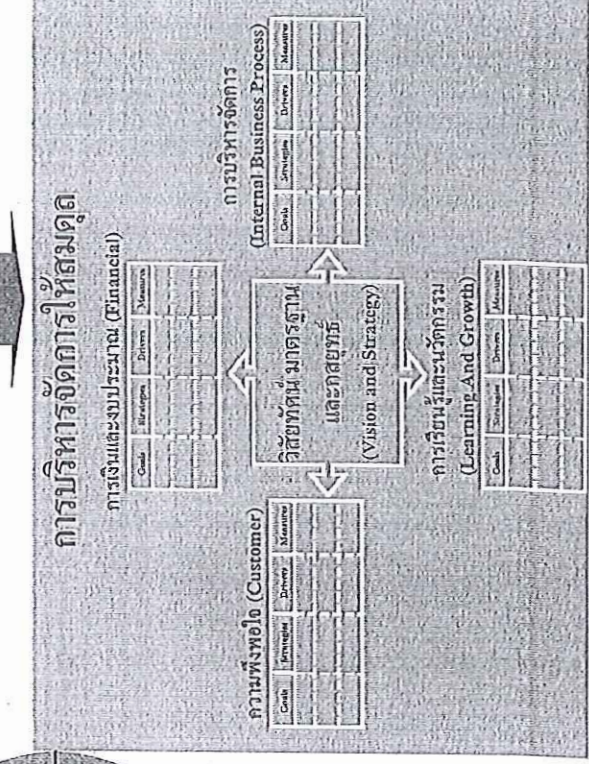 การบริหารจัดการให้สมดุล
การเงินและงบประมาณ (Financial)
Goals Strategies Drivers Measures
ความพึงพอใจ (Customer)
Goals Strategies Drivers Measures
วิสัยทัศน์ มาตรฐาน
และกลยุทธ์
(Vision and Strategy)
การบริหารจัดการ
(Internal Business Process)
Goals Strategies Drivers Measures
การเรียนรู้และนวัตกรรม
(Learning And Growth)
Goals Strategies Drivers Measures